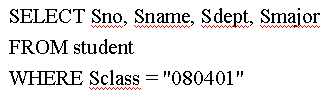 SELECT Sno, Sname, Sdept, Smajor
FROM student
WHERE Sclass = "080401"